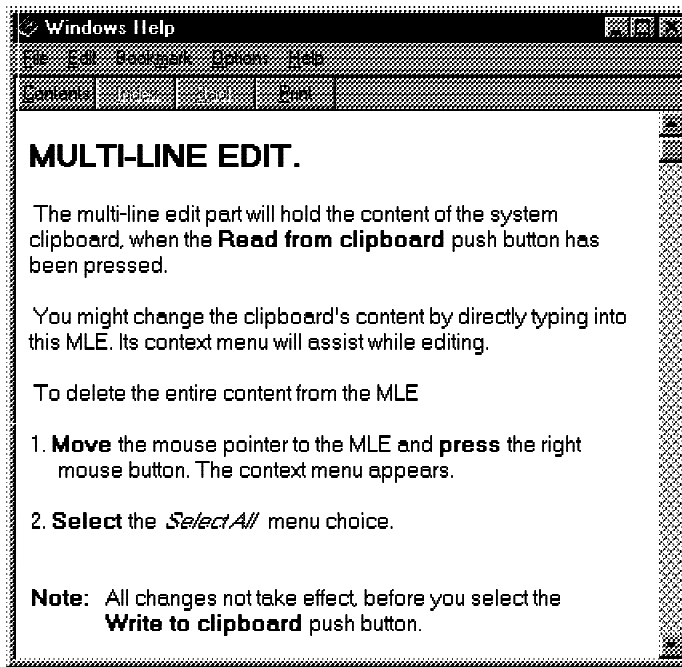 Windows Help
File Edit Bookmark Options Help
Contents Index Back Print
MULTI-LINE EDIT.
The multi-line edit part will hold the content of the system
clipboard, when the Read from clipboard push button has
been pressed.
You might change the clipboard's content by directly typing into
this MLE. Its context menu will assist while editing.
To delete the entire content from the MLE
1. Move the mouse pointer to the MLE and press the right
mouse button. The context menu appears.
2. Select the Select All menu choice.
Note: All changes not take effect, before you select the
Write to clipboard push button.